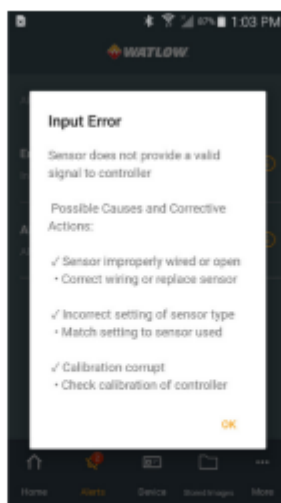 87% 1:03 PM
WATLOW
Input Error
Sensor does not provide a valid
signal to controller
Possible Causes and Corrective
Actions:
✓ Sensor improperly wired or open
• Correct wiring or replace sensor
✓ Incorrect setting of sensor type
• Match setting to sensor used
✓ Calibration corrupt
• Check calibration of controller
OK
Home Alerts Device Stored Images More